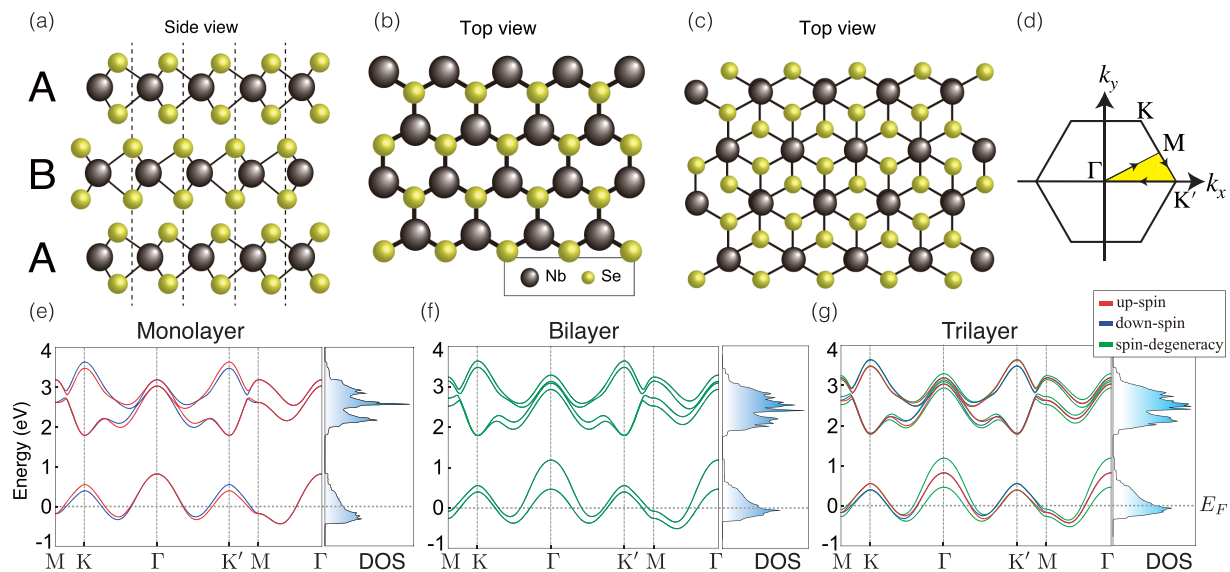 (a)
Side view
A
B
A
(b)
Top view
Nb
Se
(c)
Top view
(d)
k_y
K
M
Γ
K′
k_x
up-spin
down-spin
spin-degeneracy
(e)
Monolayer
Energy (eV)
4
3
2
1
0
-1
M K Γ K′ M Γ
DOS
(f)
Bilayer
4
3
2
1
0
-1
M K Γ K′ M Γ
DOS
(g)
Trilayer
4
3
2
1
0
-1
M K Γ K′ M Γ
DOS
E_F